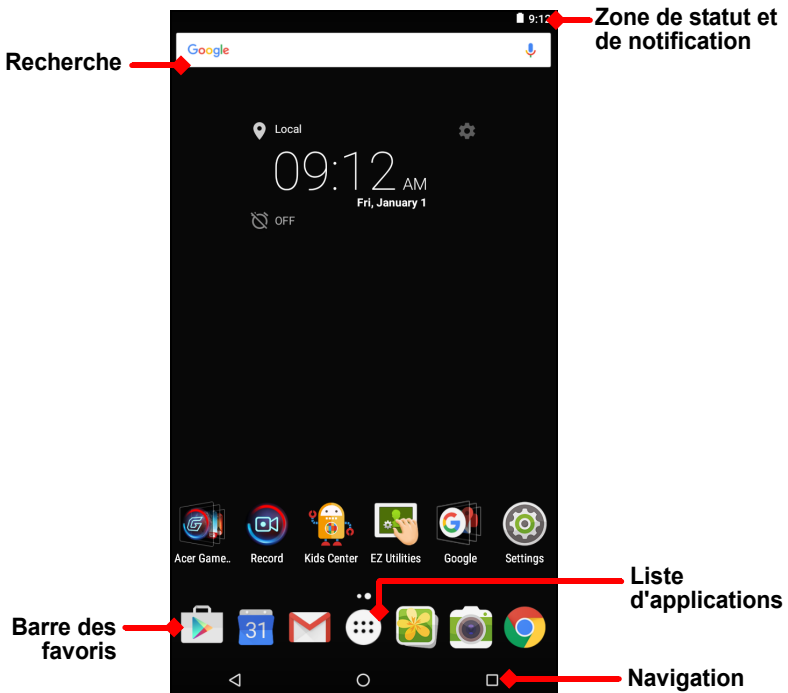 9:12
Zone de statut et
de notification
Google
Recherche
Local
09:12 AM
Fri, January 1
OFF
Acer Game..
Record
Kids Center
EZ Utilities
Google
Settings
Liste
d'applications
31
Barre des
favoris
Navigation